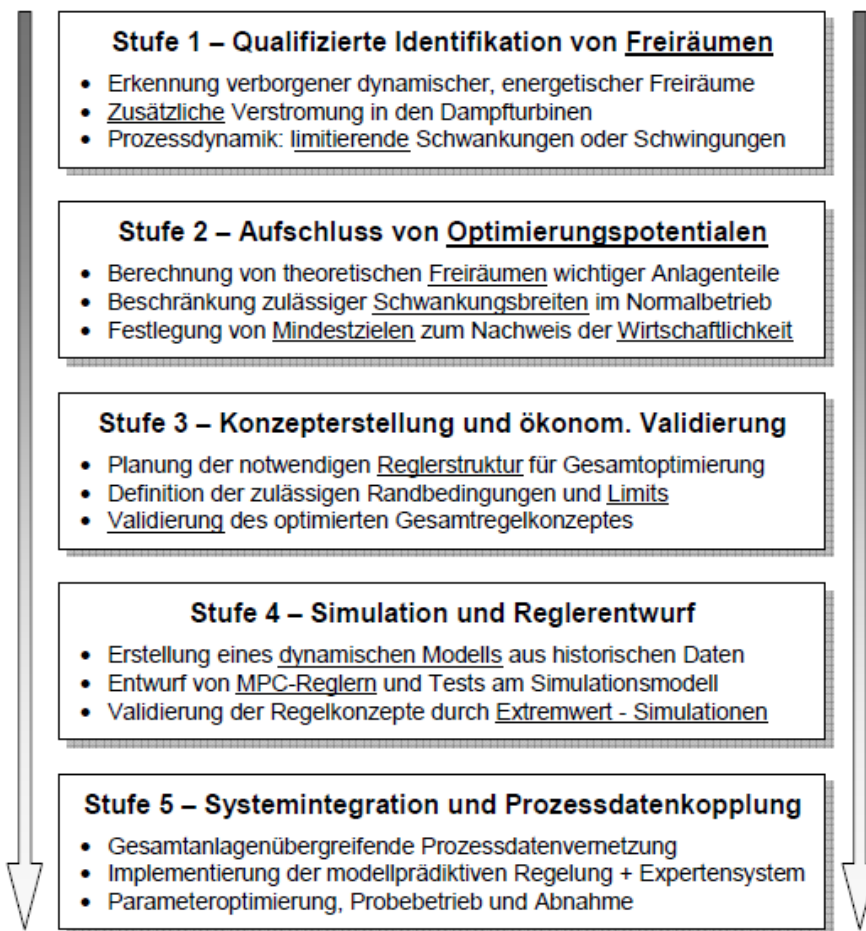 Stufe 1 – Qualifizierte Identifikation von Freiräumen
• Erkennung verborgener dynamischer, energetischer Freiräume
• Zusätzliche Verstromung in den Dampfturbinen
• Prozessdynamik: limitierende Schwankungen oder Schwingungen
Stufe 2 – Aufschluss von Optimierungspotentialen
• Berechnung von theoretischen Freiräumen wichtiger Anlagenteile
• Beschränkung zulässiger Schwankungsbreiten im Normalbetrieb
• Festlegung von Mindestzielen zum Nachweis der Wirtschaftlichkeit
Stufe 3 – Konzepterstellung und ökonom. Validierung
• Planung der notwendigen Reglerstruktur für Gesamtoptimierung
• Definition der zulässigen Randbedingungen und Limits
• Validierung des optimierten Gesamtregelkonzeptes
Stufe 4 – Simulation und Reglerentwurf
• Erstellung eines dynamischen Modells aus historischen Daten
• Entwurf von MPC-Reglern und Tests am Simulationsmodell
• Validierung der Regelkonzepte durch Extremwert - Simulationen
Stufe 5 – Systemintegration und Prozessdatenkopplung
• Gesamtanlagenübergreifende Prozessdatenvernetzung
• Implementierung der modellprädiktiven Regelung + Expertensystem
• Parameteroptimierung, Probebetrieb und Abnahme